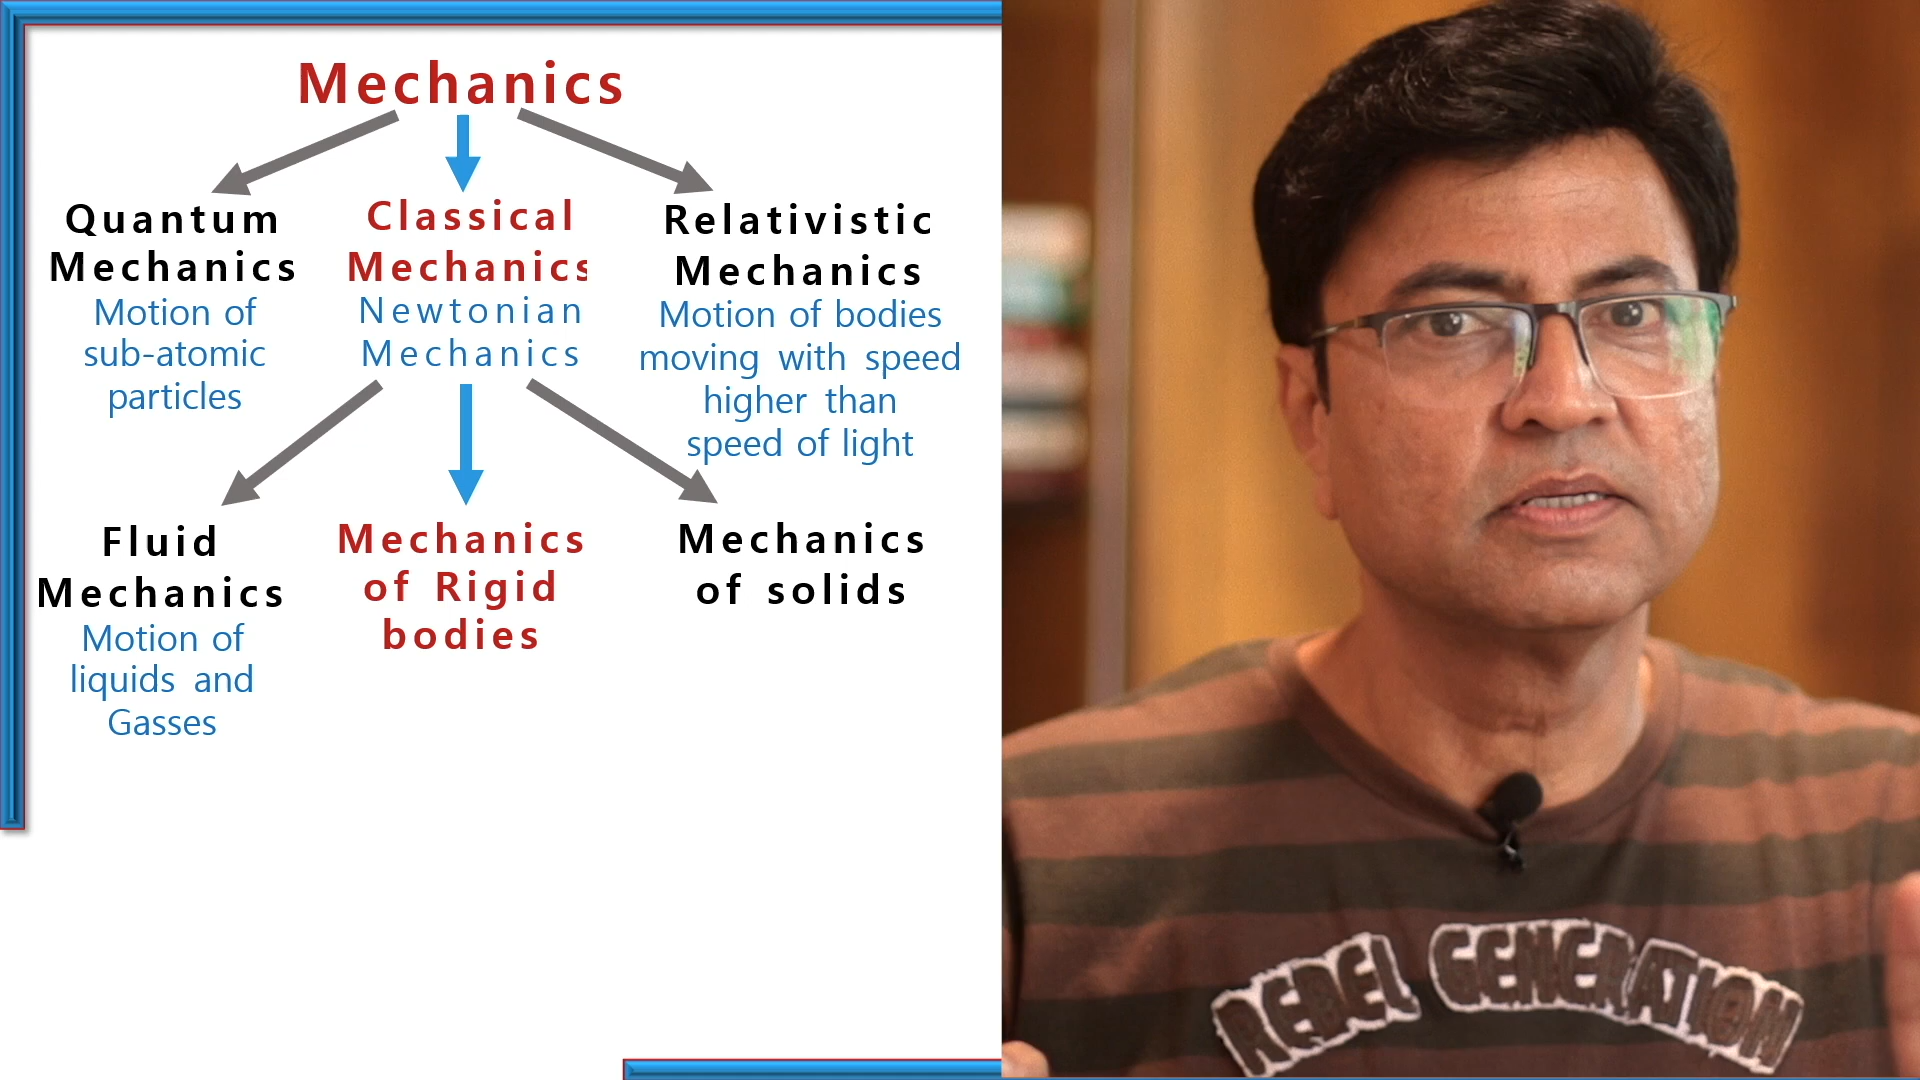 Mechanics
Quantum
Mechanics
Motion of
sub-atomic
particles
Classical
Mechanics
Newtonian
Mechanics
Relativistic
Mechanics
Motion of bodies
moving with speed
higher than
speed of light
Fluid
Mechanics
Motion of
liquids and
Gasses
Mechanics
of Rigid
bodies
Mechanics
of solids
REBEL GENERATION